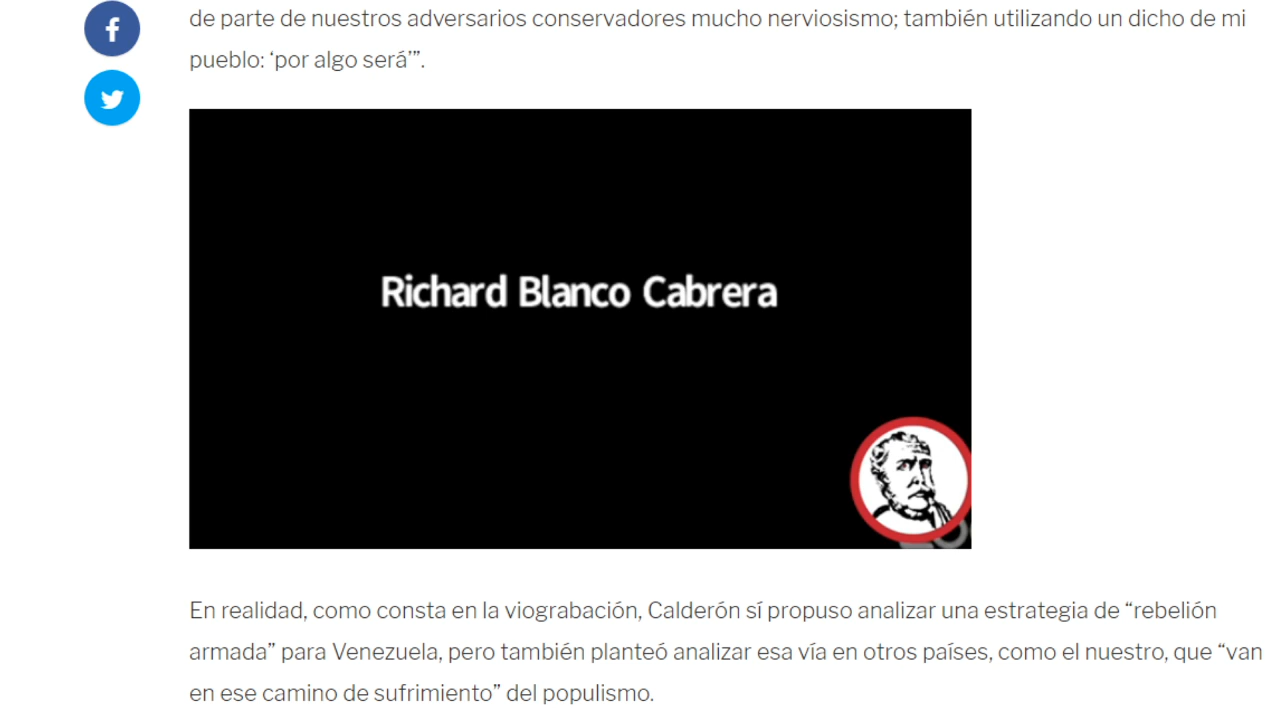 de parte de nuestros adversarios conservadores mucho nerviosismo; también utilizando un dicho de mi
pueblo: ‘por algo será’”.
Richard Blanco Cabrera
En realidad, como consta en la viograbación, Calderón sí propuso analizar una estrategia de “rebelión
armada” para Venezuela, pero también planteó analizar esa vía en otros países, como el nuestro, que “van
en ese camino de sufrimiento” del populismo.